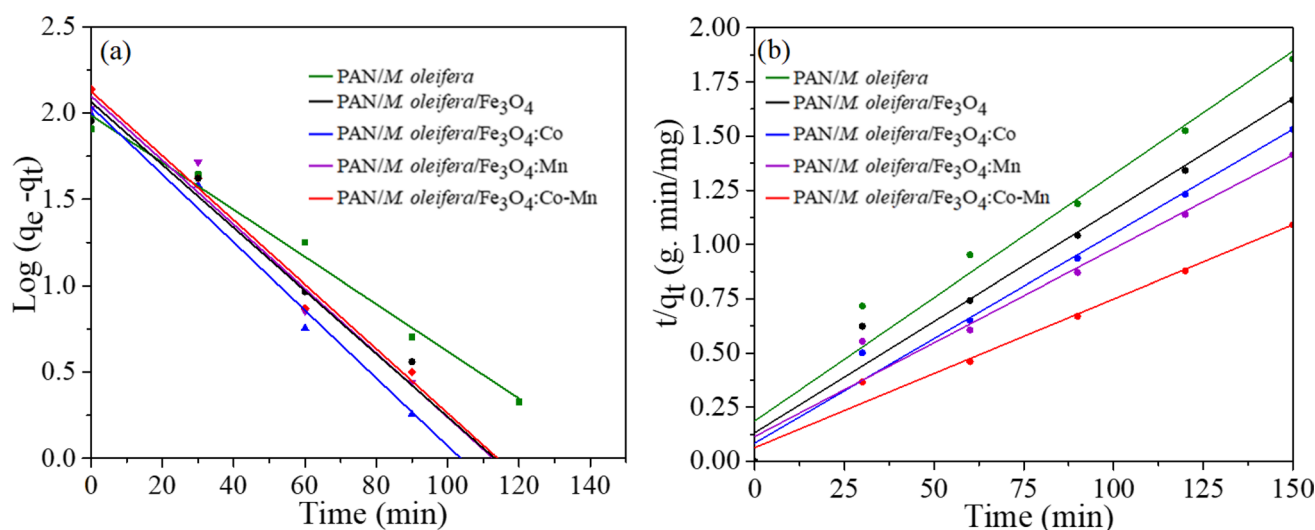 (a)
Log (qe -qt)
2.5
2.0
1.5
1.0
0.5
0.0
PAN/M. oleifera
PAN/M. oleifera/Fe3O4
PAN/M. oleifera/Fe3O4:Co
PAN/M. oleifera/Fe3O4:Mn
PAN/M. oleifera/Fe3O4:Co-Mn
0 20 40 60 80 100 120 140
Time (min)
(b)
t/qt (g. min/mg)
2.00
1.75
1.50
1.25
1.00
0.75
0.50
0.25
0.00
PAN/M. oleifera
PAN/M. oleifera/Fe3O4
PAN/M. oleifera/Fe3O4:Co
PAN/M. oleifera/Fe3O4:Mn
PAN/M. oleifera/Fe3O4:Co-Mn
0 25 50 75 100 125 150
Time (min)